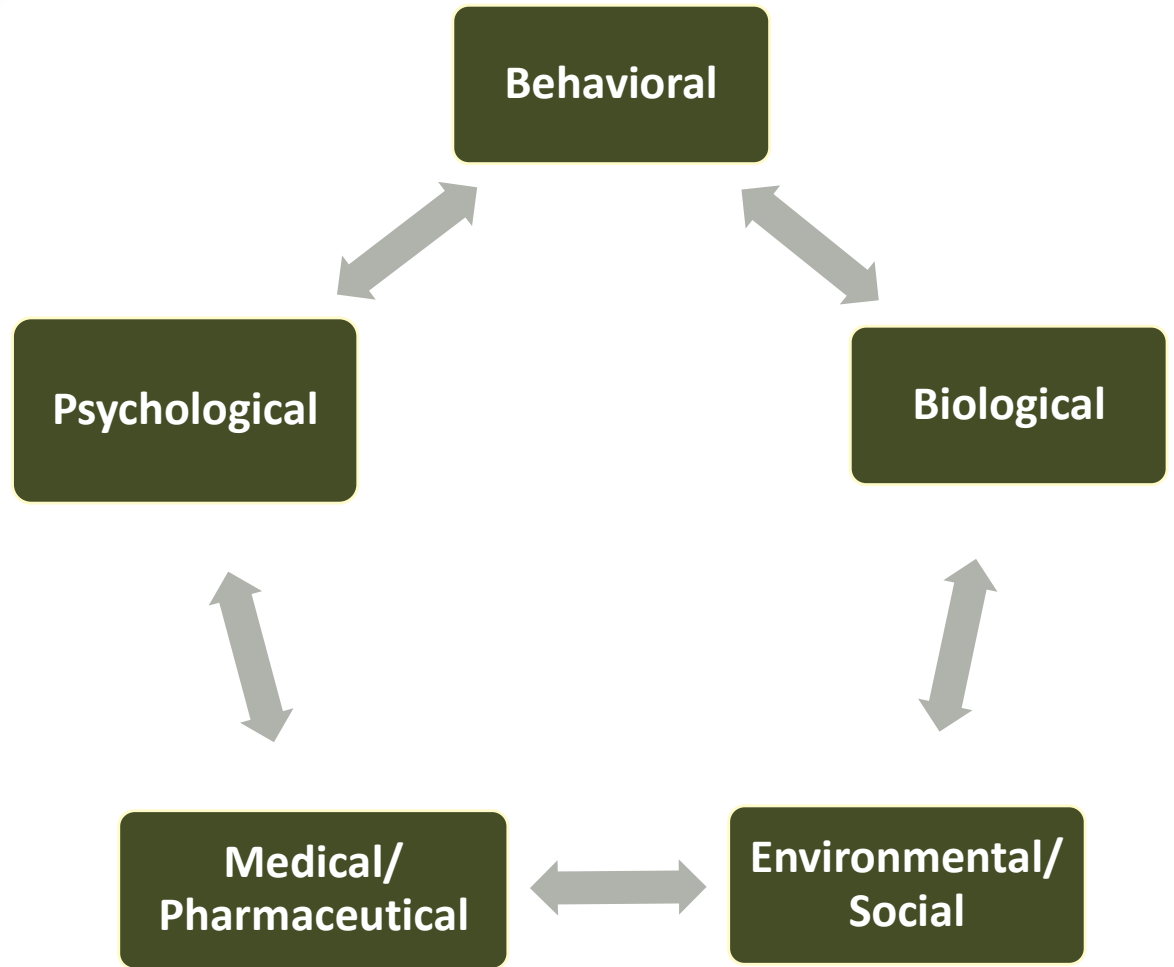 Behavioral
Psychological
Biological
Medical/
Pharmaceutical
Environmental/
Social